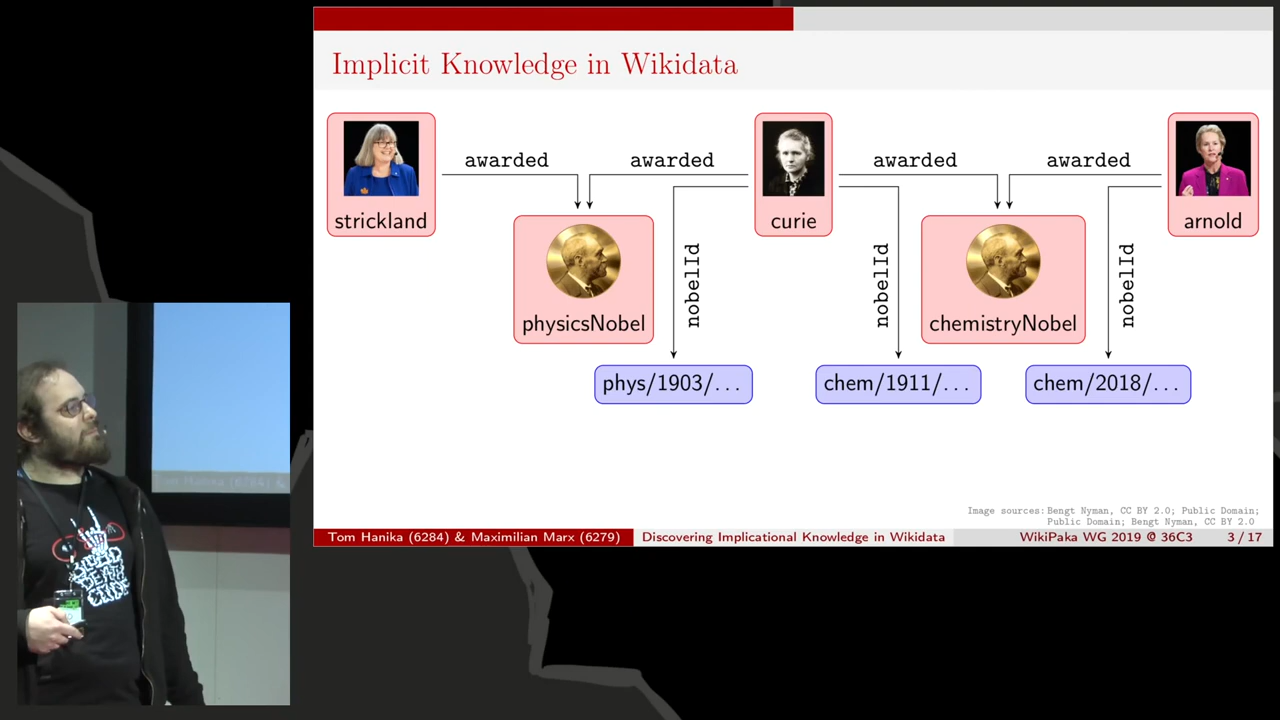 Implicit Knowledge in Wikidata
awarded
awarded
awarded
awarded
strickland
curie
arnold
nobelId
nobelId
nobelId
physicsNobel
chemistryNobel
phys/1903/...
chem/1911/...
chem/2018/...
Image sources: Bengt Nyman, CC BY 2.0; Public Domain;
Public Domain; Bengt Nyman, CC BY 2.0
Tom Hanika (6284) & Maximilian Marx (6279)
Discovering Implicational Knowledge in Wikidata
WikiPaka WG 2019 @ 36C3
3 / 17
Tom Hanika
DEATH